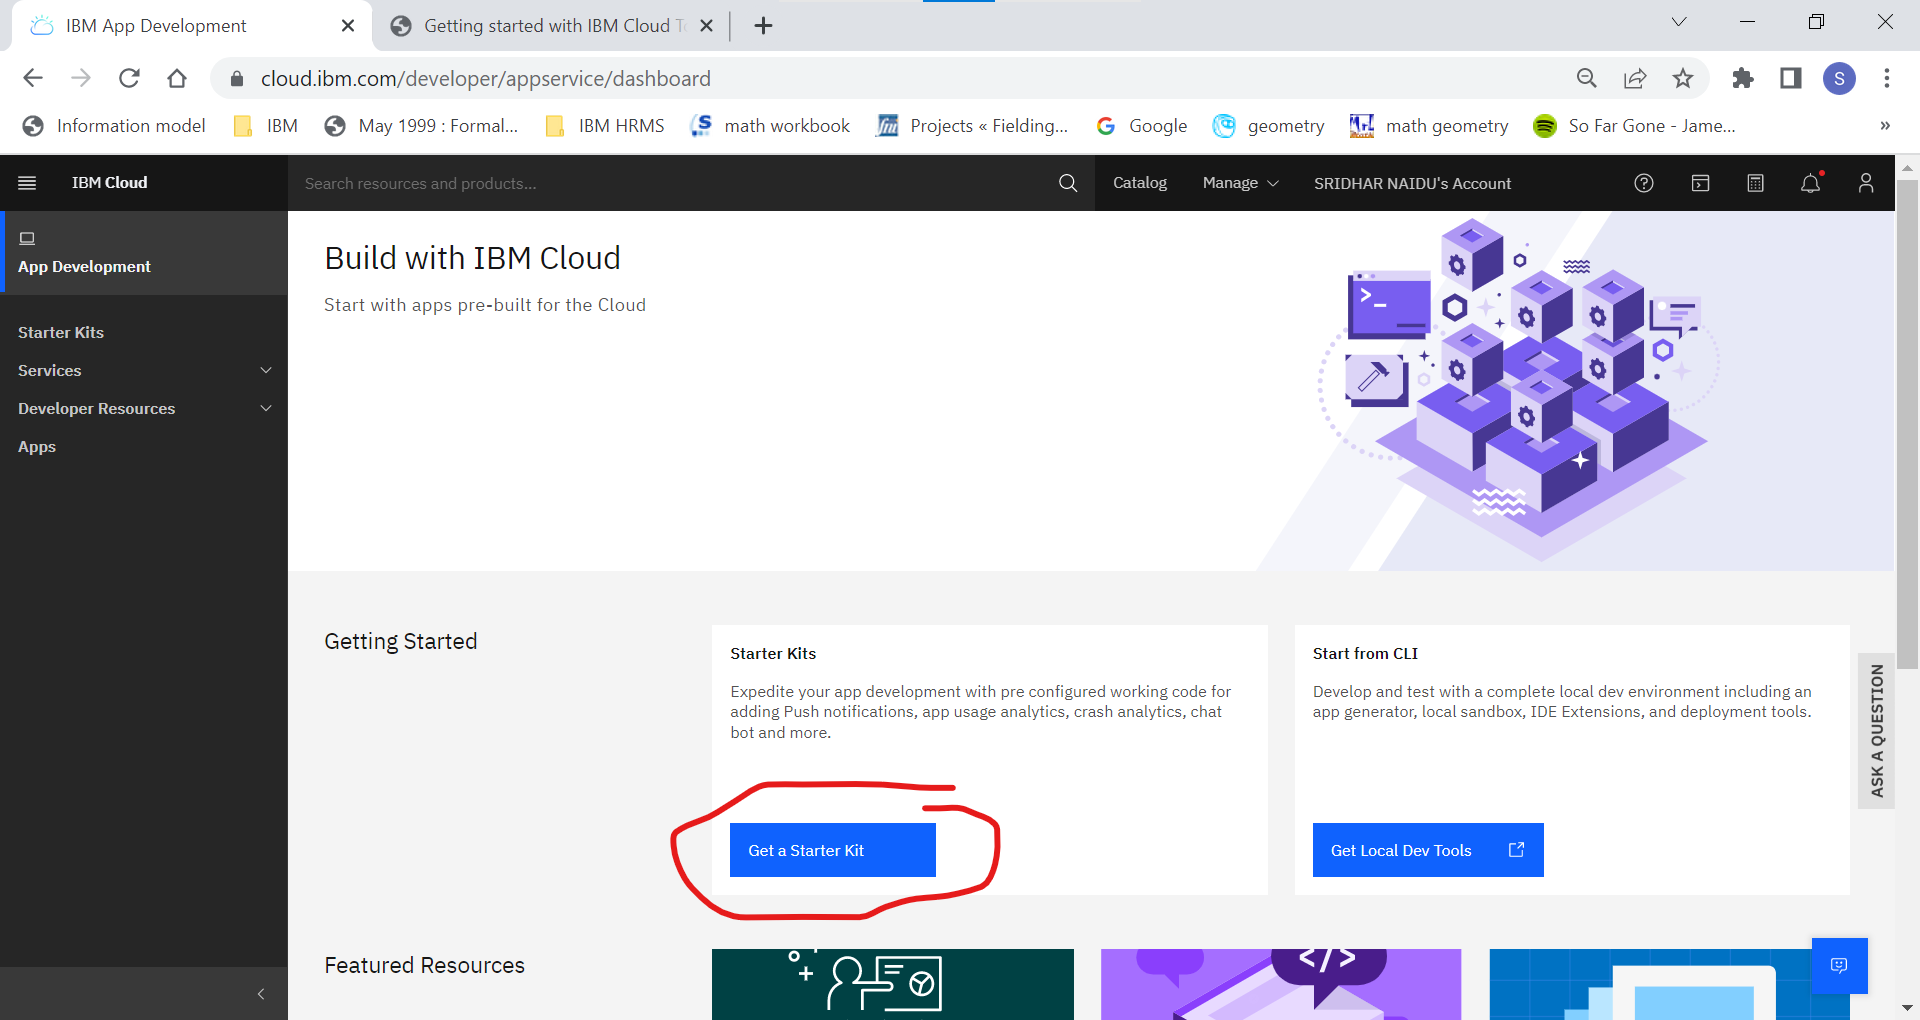 IBM App Development
Getting started with IBM Cloud
cloud.ibm.com/developer/appservice/dashboard
S
Information model
IBM
May 1999 : Formal...
IBM HRMS
math workbook
Projects « Fielding...
Google
geometry
math geometry
So Far Gone - Jame...
»
IBM Cloud
Search resources and products...
Catalog
Manage
SRIDHAR NAIDU's Account
App Development
Starter Kits
Services
Developer Resources
Apps
Build with IBM Cloud
Start with apps pre-built for the Cloud
Getting Started
Starter Kits
Expedite your app development with pre configured working code for
adding Push notifications, app usage analytics, crash analytics, chat
bot and more.
Get a Starter Kit
Start from CLI
Develop and test with a complete local dev environment including an
app generator, local sandbox, IDE Extensions, and deployment tools.
Get Local Dev Tools
ASK A QUESTION
Featured Resources